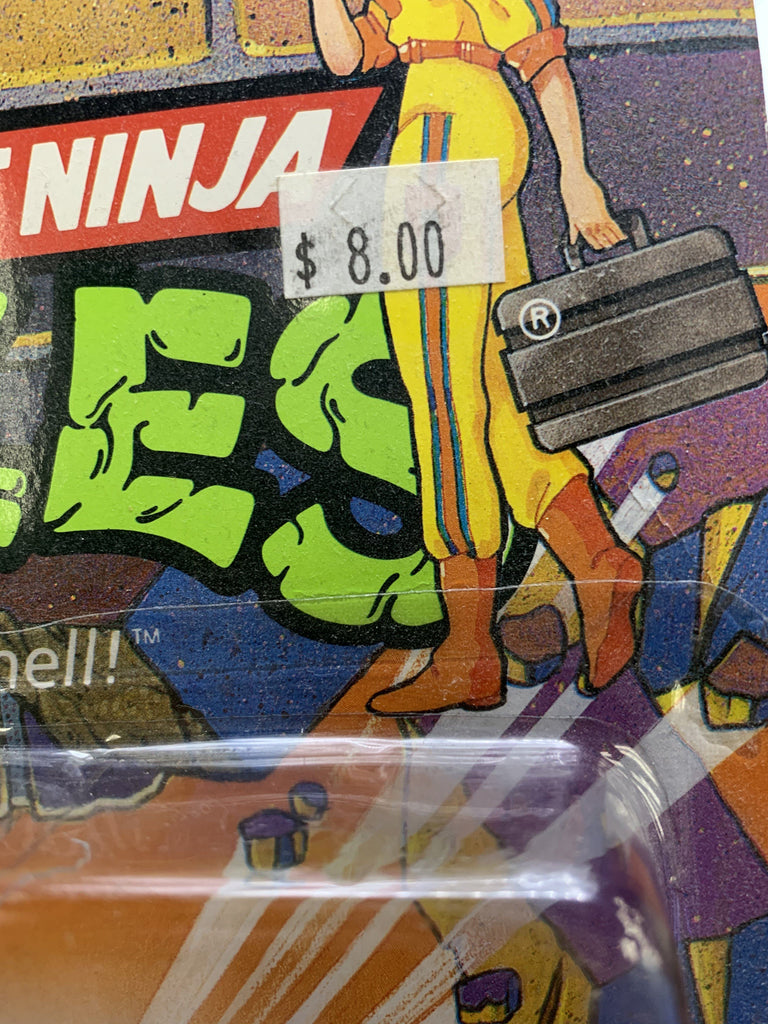 NINJA
$ 8.00
ES
®
hell!™